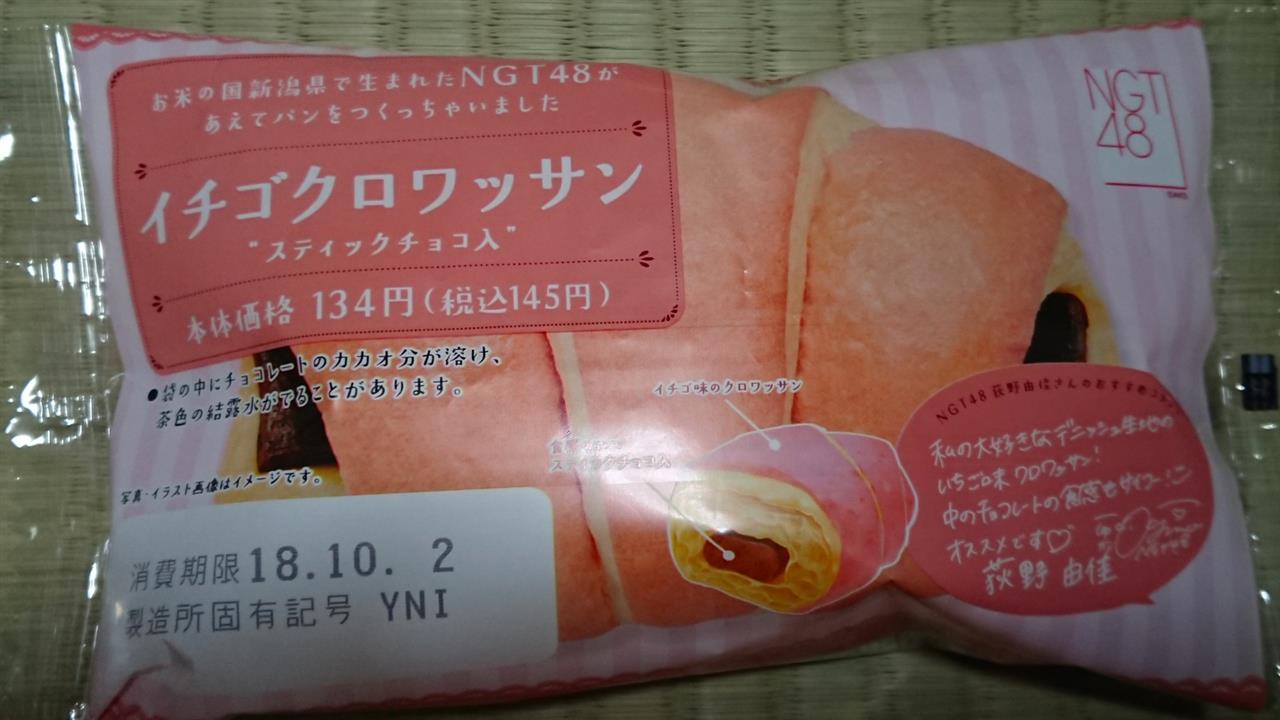 お米の国新潟県で生まれたNGT48が
あえてパンをつくっちゃいました
イチゴクロワッサン
"スティックチョコ入"
本体価格 134円(税込145円)
●袋の中にチョコレートのカカオ分が溶け、
茶色の結露水がでることがあります。
写真・イラスト画像はイメージです。
消費期限 18.10. 2
製造所固有記号 YNI
NGT
48
イチゴ味のクロワッサン
スティックチョコ入
NGT48 荻野由佳さんのおすすめ
私の大好きなデニッシュ生地の
いちご味クロワッサン!
中のチョコレートの食感もサイコー!
オススメです♡
荻野 由佳